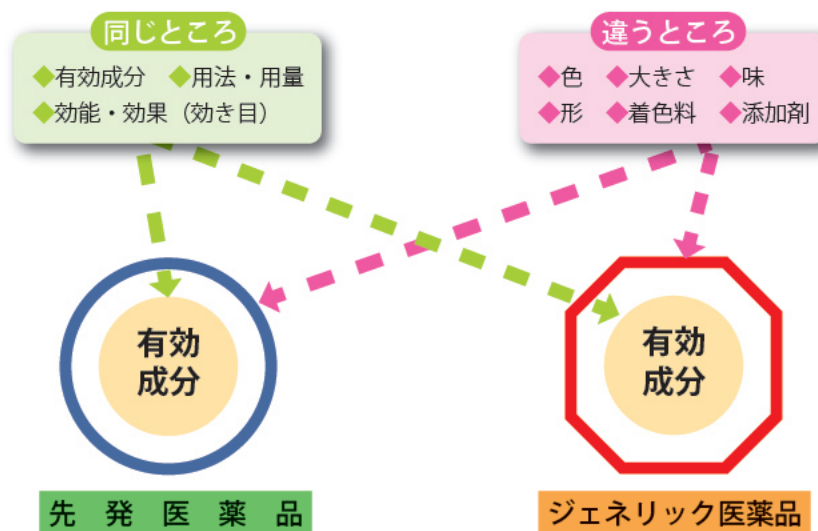 同じところ
◆有効成分 ◆用法・用量
◆効能・効果（効き目）
違うところ
◆色 ◆大きさ ◆味
◆形 ◆着色料 ◆添加剤
有効
成分
有効
成分
先発医薬品
ジェネリック医薬品